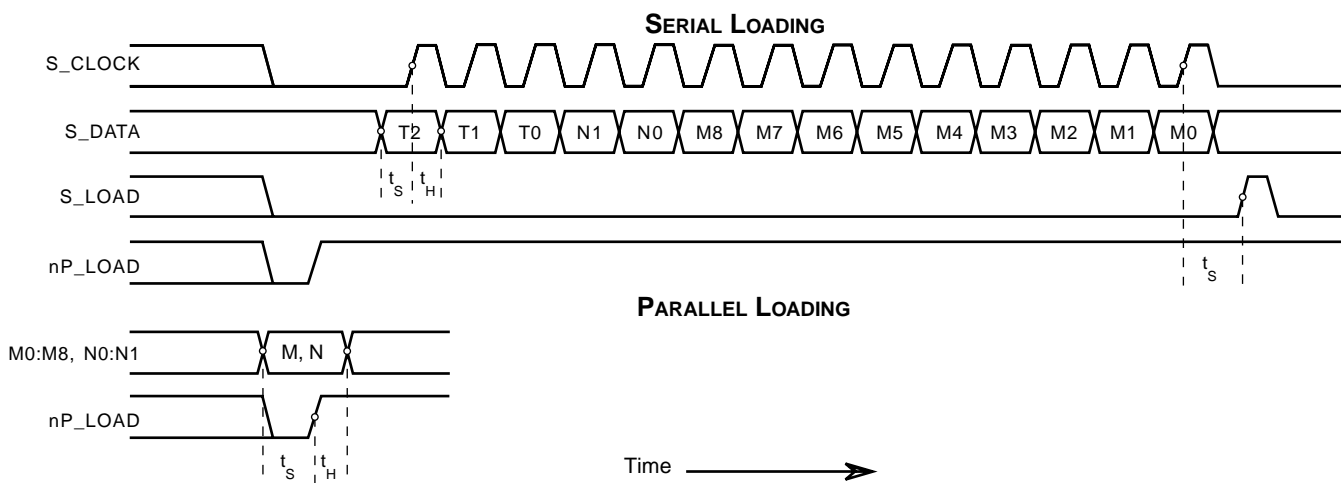 SERIAL LOADING
S_CLOCK
S_DATA T2 T1 T0 N1 N0 M8 M7 M6 M5 M4 M3 M2 M1 M0
tS tH
S_LOAD
nP_LOAD
tS
PARALLEL LOADING
M0:M8, N0:N1 M, N
nP_LOAD
tS tH
Time